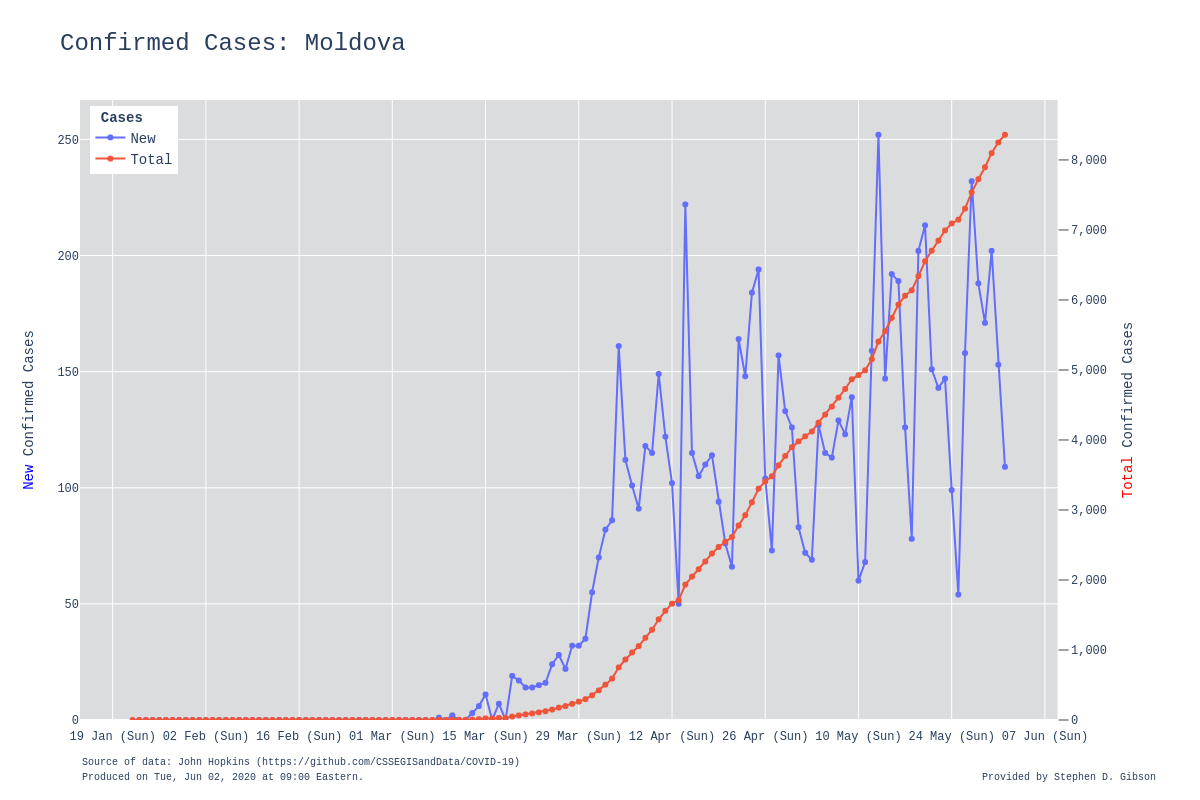 Confirmed Cases: Moldova
Cases
New
Total
250
200
150
100
50
0
8,000
7,000
6,000
5,000
4,000
3,000
2,000
1,000
0
New Confirmed Cases
Total Confirmed Cases
19 Jan (Sun) 02 Feb (Sun) 16 Feb (Sun) 01 Mar (Sun) 15 Mar (Sun) 29 Mar (Sun) 12 Apr (Sun) 26 Apr (Sun) 10 May (Sun) 24 May (Sun) 07 Jun (Sun)
Source of data: John Hopkins (https://github.com/CSSEGISandData/COVID-19)
Produced on Tue, Jun 02, 2020 at 09:00 Eastern.
Provided by Stephen D. Gibson